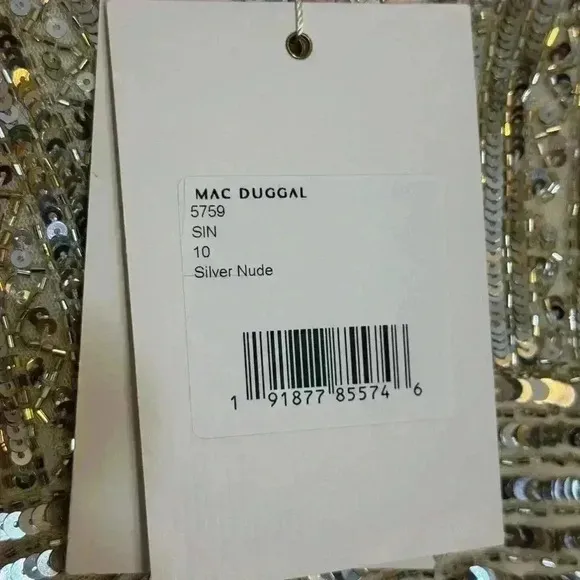 MAC DUGGAL
5759
SIN
10
Silver Nude
1 91877 85574 6